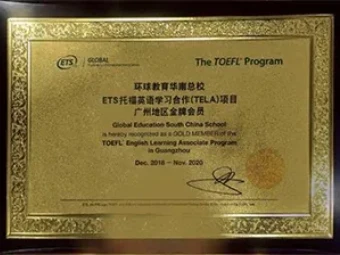 ETS GLOBAL
The TOEFL Program
环球教育华南总校
ETS托福英语学习合作(TELA)项目
广州地区金牌会员
Global Education South China School
is hereby recognized as a GOLD MEMBER of the
TOEFL English Learning Associate Program
in Guangzhou
Dec. 2018 – Nov. 2020